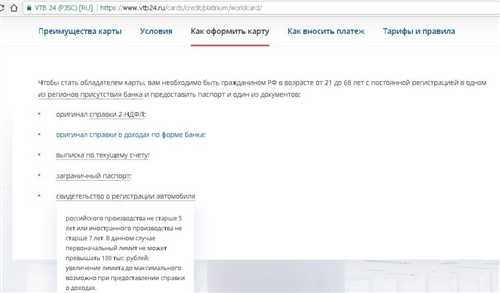 VTB 24 (PJSC) [RU] https://www.vtb24.ru/cards/credit/platinum/worldcard/
Преимущества карты Условия Как оформить карту Как вносить платеж Тарифы и правила
Чтобы стать обладателем карты, вам необходимо быть гражданином РФ в возрасте от 21 до 68 лет с постоянной регистрацией в одном
из регионов присутствия банка и предоставить паспорт и один из документов:
оригинал справки 2-НДФЛ;
оригинал справки о доходах по форме банка;
выписка по текущему счету;
заграничный паспорт;
свидетельство о регистрации автомобиля
российского производства не старше 5
лет или иностранного производства не
старше 7 лет. В данном случае
первоначальный лимит не может
превышать 100 тыс. рублей;
увеличение лимита до максимального
возможно при предоставлении справки
о доходах.